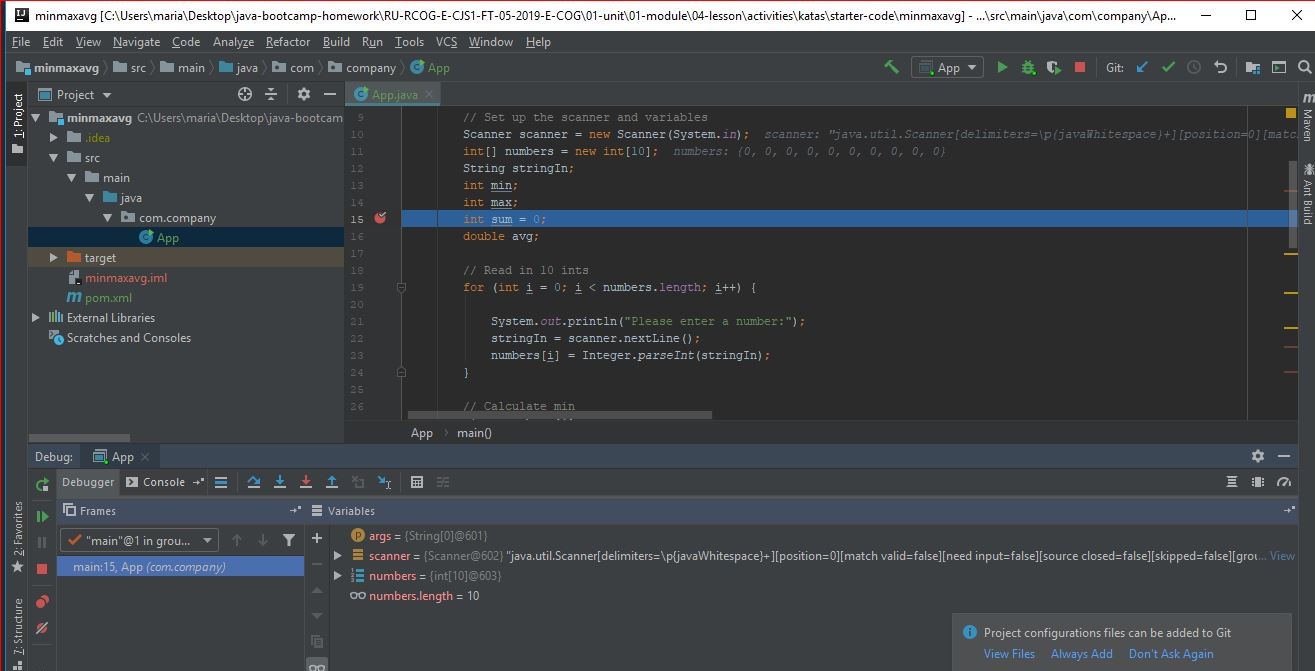 minmaxavg [C:\Users\maria\Desktop\java-bootcamp-homework\RU-RCOG-E-CJS1-FT-05-2019-E-COG\01-unit\01-module\04-lesson\activities\katas\starter-code\minmaxavg] - ...\src\main\java\com\company\Ap...
File Edit View Navigate Code Analyze Refactor Build Run Tools VCS Window Help
minmaxavg src main java com company App App Git:
1: Project
Project
App.java
minmaxavg C:\Users\maria\Desktop\java-bootcam
.idea
src
main
java
com.company
App
target
minmaxavg.iml
pom.xml
External Libraries
Scratches and Consoles
9 // Set up the scanner and variables
10 Scanner scanner = new Scanner(System.in); scanner: "java.util.Scanner[delimiters=\p{javaWhitespace}+][position=0][matc
11 int[] numbers = new int[10]; numbers: {0, 0, 0, 0, 0, 0, 0, 0, 0, 0}
12 String stringIn;
13 int min;
14 int max;
15 int sum = 0;
16 double avg;
17
18 // Read in 10 ints
19 for (int i = 0; i < numbers.length; i++) {
20
21 System.out.println("Please enter a number:");
22 stringIn = scanner.nextLine();
23 numbers[i] = Integer.parseInt(stringIn);
24 }
25
26 // Calculate min
App main()
Maven
Ant Build
Debug: App
Debugger Console
Frames
Variables
"main"@1 in grou...
main:15, App (com.company)
args = {String[0]@601}
scanner = {Scanner@602} "java.util.Scanner[delimiters=\p{javaWhitespace}+][position=0][match valid=false][need input=false][source closed=false][skipped=false][grou... View
numbers = {int[10]@603}
numbers.length = 10
2: Favorites
7: Structure
Project configurations files can be added to Git
View Files Always Add Don't Ask Again